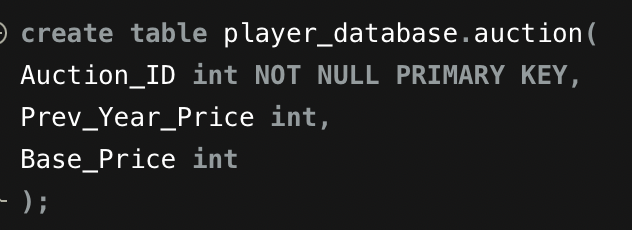 create table player_database.auction(
Auction_ID int NOT NULL PRIMARY KEY,
Prev_Year_Price int,
Base_Price int
);